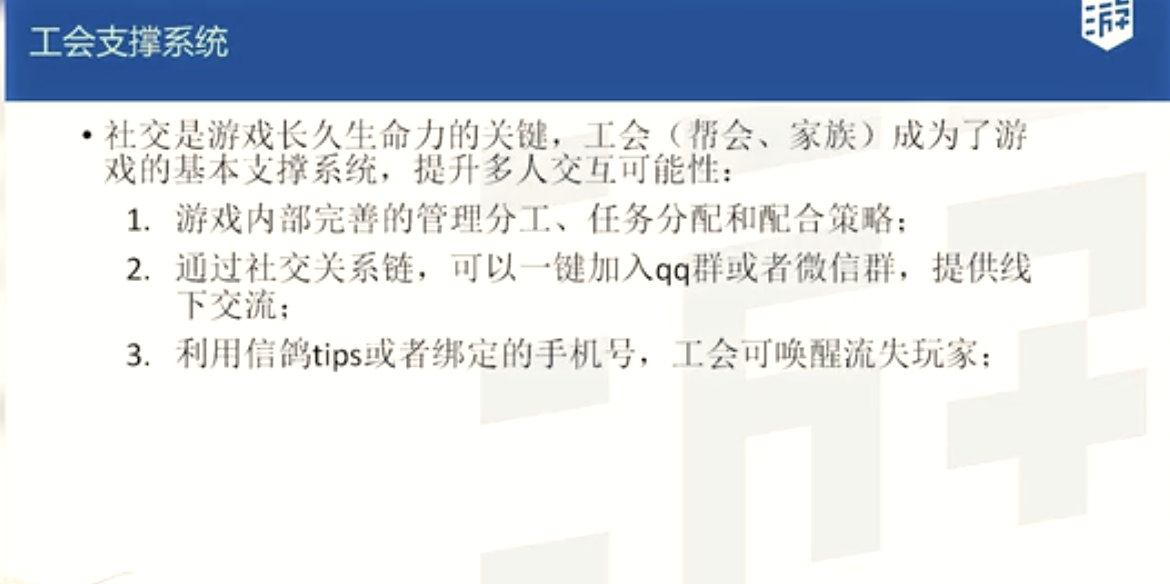 工会支撑系统
游
• 社交是游戏长久生命力的关键，工会（帮会、家族）成为了游
戏的基本支撑系统，提升多人交互可能性：
1. 游戏内部完善的管理分工、任务分配和配合策略；
2. 通过社交关系链，可以一键加入qq群或者微信群，提供线
下交流；
3. 利用信鸽tips或者绑定的手机号，工会可唤醒流失玩家；